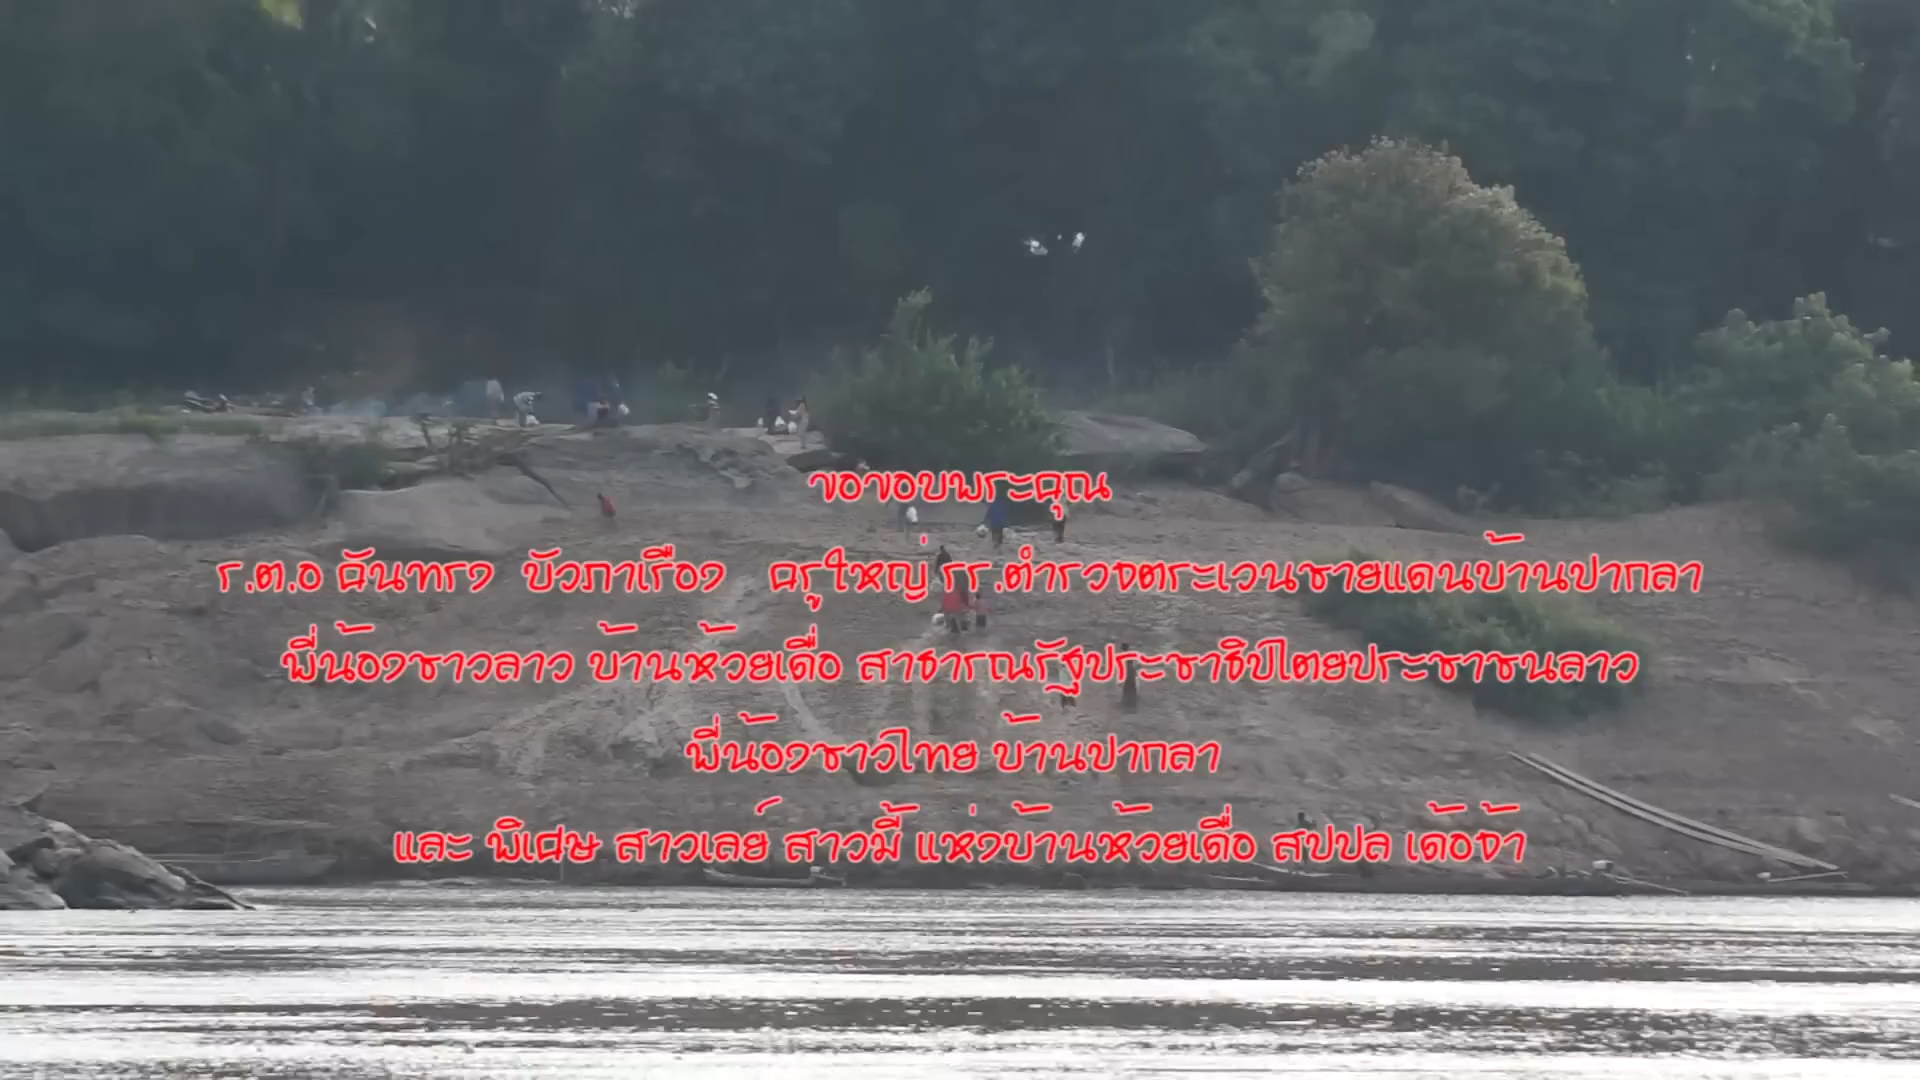 ขอขอบพระคุณ
ร.ต.อ ฉันทรง บัวภาเรือง ครูใหญ่ รร.ตำรวจตระเวนชายแดนบ้านปากลา
พี่น้องชาวลาว บ้านห้วยเดื่อ สาธารณรัฐประชาธิปไตยประชาชนลาว
พี่น้องชาวไทย บ้านปากลา
และ พิเศษ สาวเลย์ สาวมี้ แห่งบ้านห้วยเดื่อ สปปล เด้อจ้า